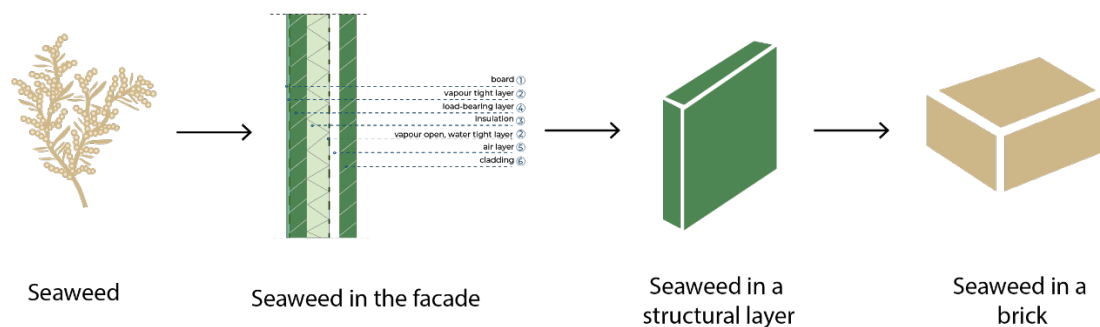 board ①
vapour tight layer ②
load-bearing layer ④
insulation ③
vapour open, water tight layer ②
air layer ⑤
cladding ⑥
Seaweed
Seaweed in the facade
Seaweed in a
structural layer
Seaweed in a
brick